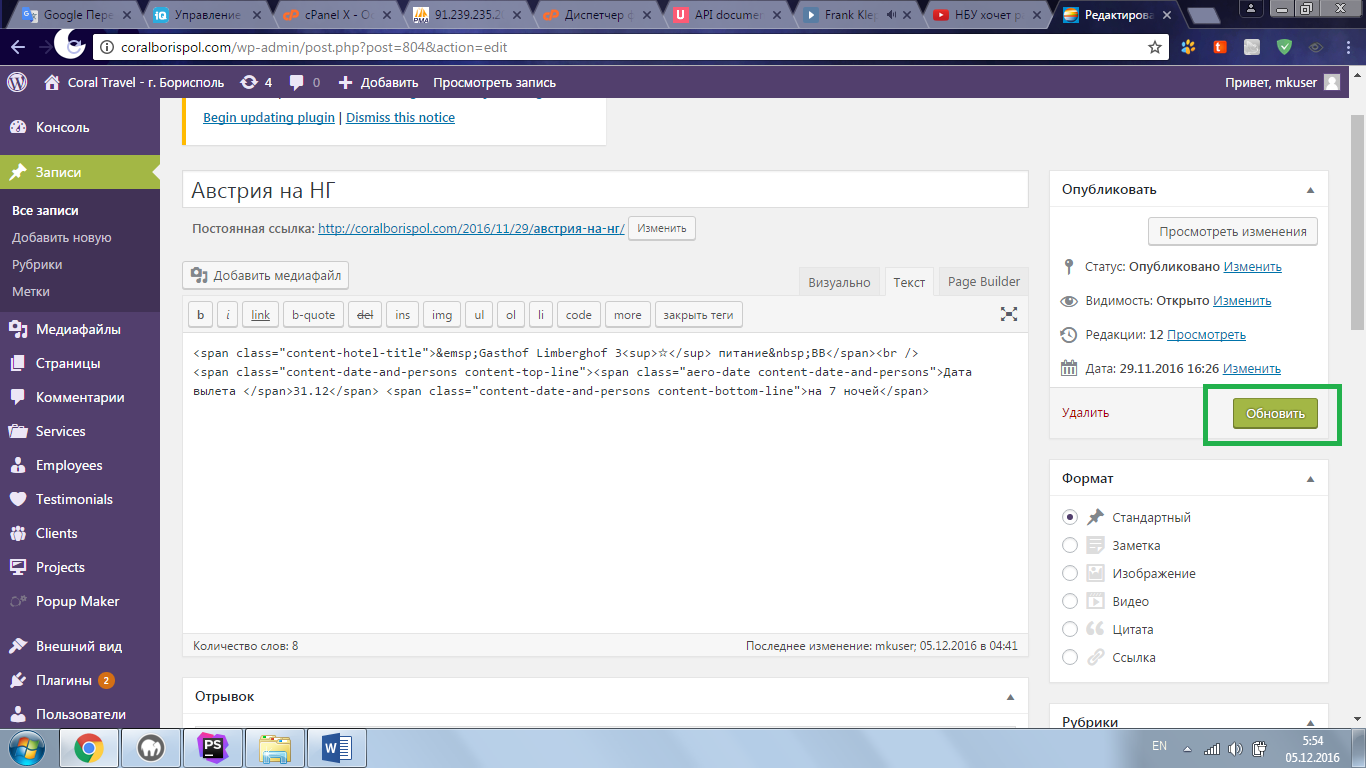 Google Пере
Управление
cPanel X - C
91.239.235.2
Диспетчер ф
API documen
Frank Klep
НБУ хочет р
Редактирова
coralborispol.com/wp-admin/post.php?post=804&action=edit
Coral Travel - г. Борисполь 4 0 Добавить Просмотреть запись Привет, mkuser
Begin updating plugin | Dismiss this notice
Консоль
Записи
Все записи
Добавить новую
Рубрики
Метки
Медиафайлы
Страницы
Комментарии
Services
Employees
Testimonials
Clients
Projects
Popup Maker
Внешний вид
Плагины 2
Пользователи
Австрия на НГ
Постоянная ссылка: http://coralborispol.com/2016/11/29/австрия-на-нг/ Изменить
Добавить медиафайл
Визуально Текст Page Builder
b i link b-quote del ins img ul ol li code more закрыть теги
<span class="content-hotel-title">&emsp;Gasthof Limberghof 3<sup>☆</sup> питание&nbsp;BB</span><br />
<span class="content-date-and-persons content-top-line"><span class="aero-date content-date-and-persons">Дата
вылета </span>31.12</span> <span class="content-date-and-persons content-bottom-line">на 7 ночей</span>
Количество слов: 8 Последнее изменение: mkuser; 05.12.2016 в 04:41
Отрывок
Опубликовать
Просмотреть изменения
Статус: Опубликовано Изменить
Видимость: Открыто Изменить
Редакции: 12 Просмотреть
Дата: 29.11.2016 16:26 Изменить
Удалить Обновить
Формат
Стандартный
Заметка
Изображение
Видео
Цитата
Ссылка
Рубрики
EN
5:54
05.12.2016